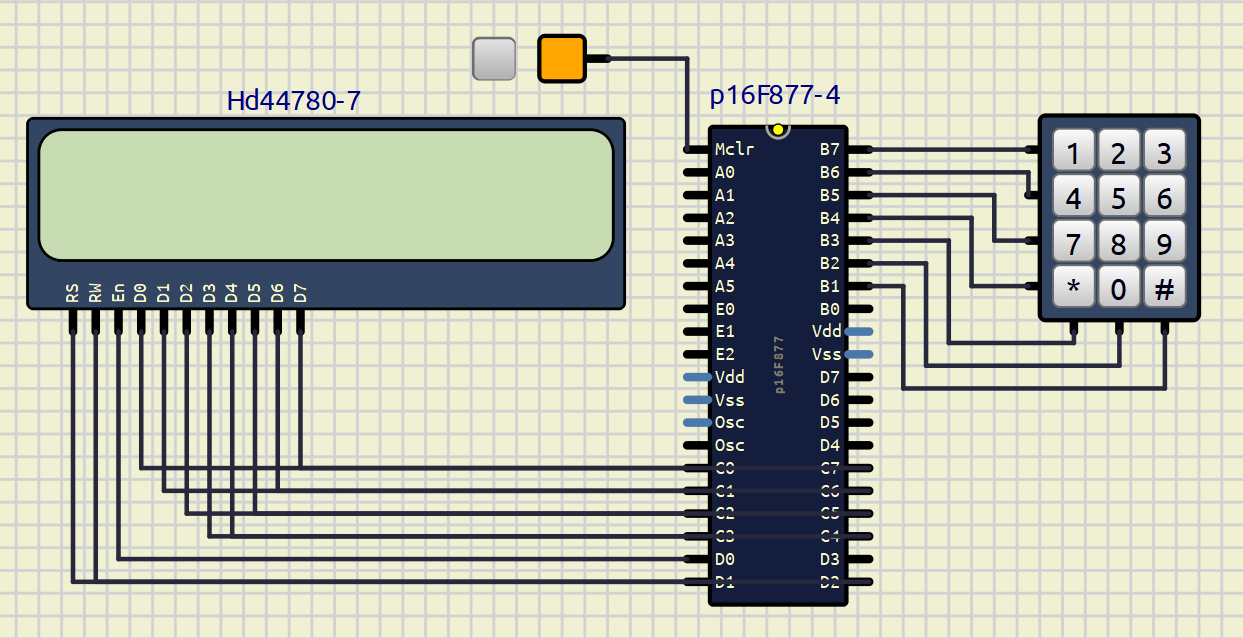 Hd44780-7
p16F877-4
RS RW En D0 D1 D2 D3 D4 D5 D6 D7
Mclr B7
A0 B6
A1 B5
A2 B4
A3 B3
A4 B2
A5 B1
E0 B0
E1 Vdd
E2 Vss
Vdd D7
Vss D6
Osc D5
Osc D4
C0 C7
C1 C6
C2 C5
C3 C4
D0 D3
D1 D2
p16F877
1 2 3
4 5 6
7 8 9
* 0 #